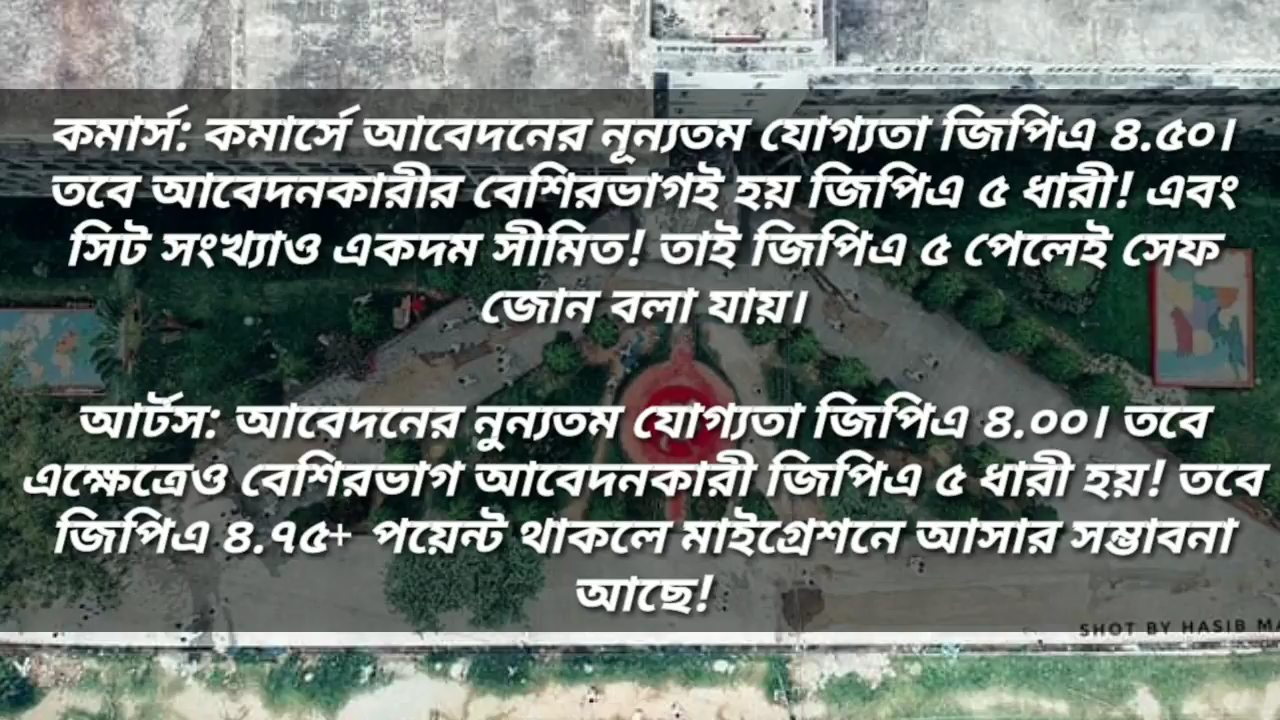 কমার্স: কমার্সে আবেদনের নূন্যতম যোগ্যতা জিপিএ ৪.৫০।
তবে আবেদনকারীর বেশিরভাগই হয় জিপিএ ৫ ধারী! এবং
সিট সংখ্যাও একদম সীমিত! তাই জিপিএ ৫ পেলেই সেফ
জোন বলা যায়।
আর্টস: আবেদনের নুন্যতম যোগ্যতা জিপিএ ৪.০০। তবে
এক্ষেত্রেও বেশিরভাগ আবেদনকারী জিপিএ ৫ ধারী হয়! তবে
জিপিএ ৪.৭৫+ পয়েন্ট থাকলে মাইগ্রেশনে আসার সম্ভাবনা
আছে!
SHOT BY HASIB MA